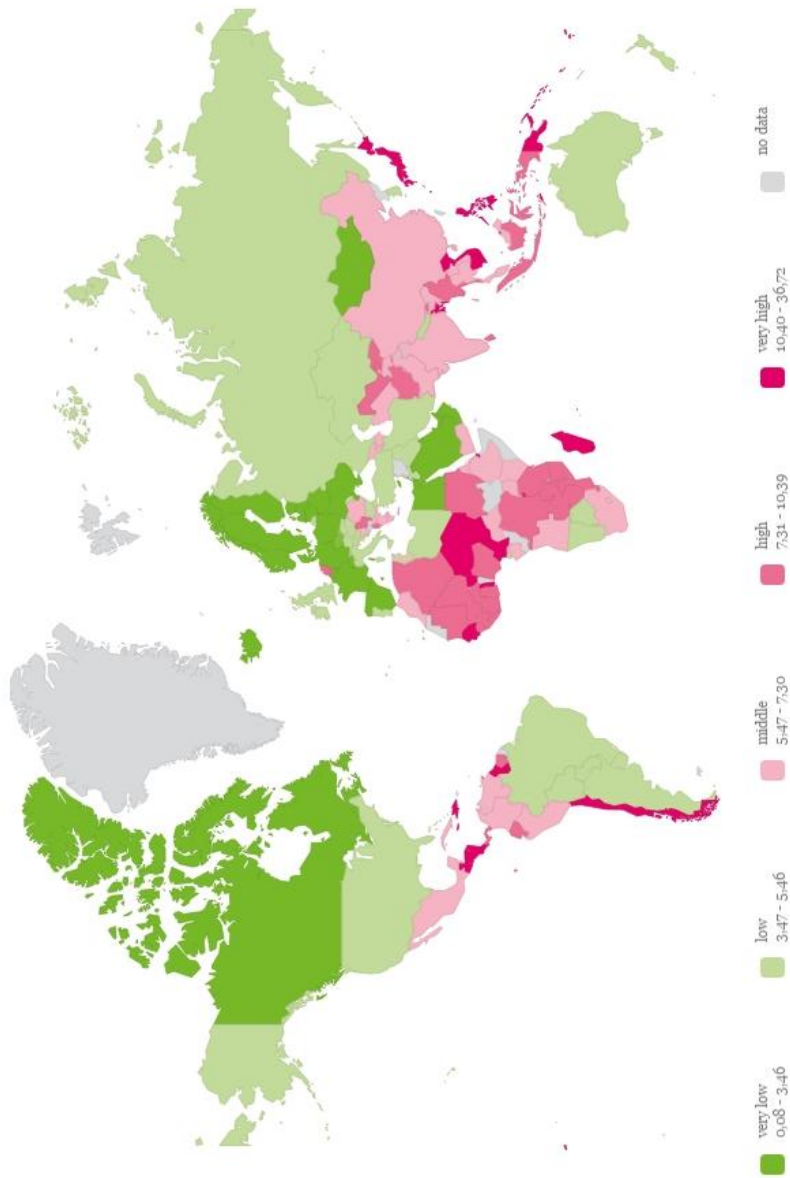 very low
0,08 - 3,46
low
3,47 - 5,46
middle
5,47 - 7,30
high
7,31 - 10,39
very high
10,40 - 36,72
no data